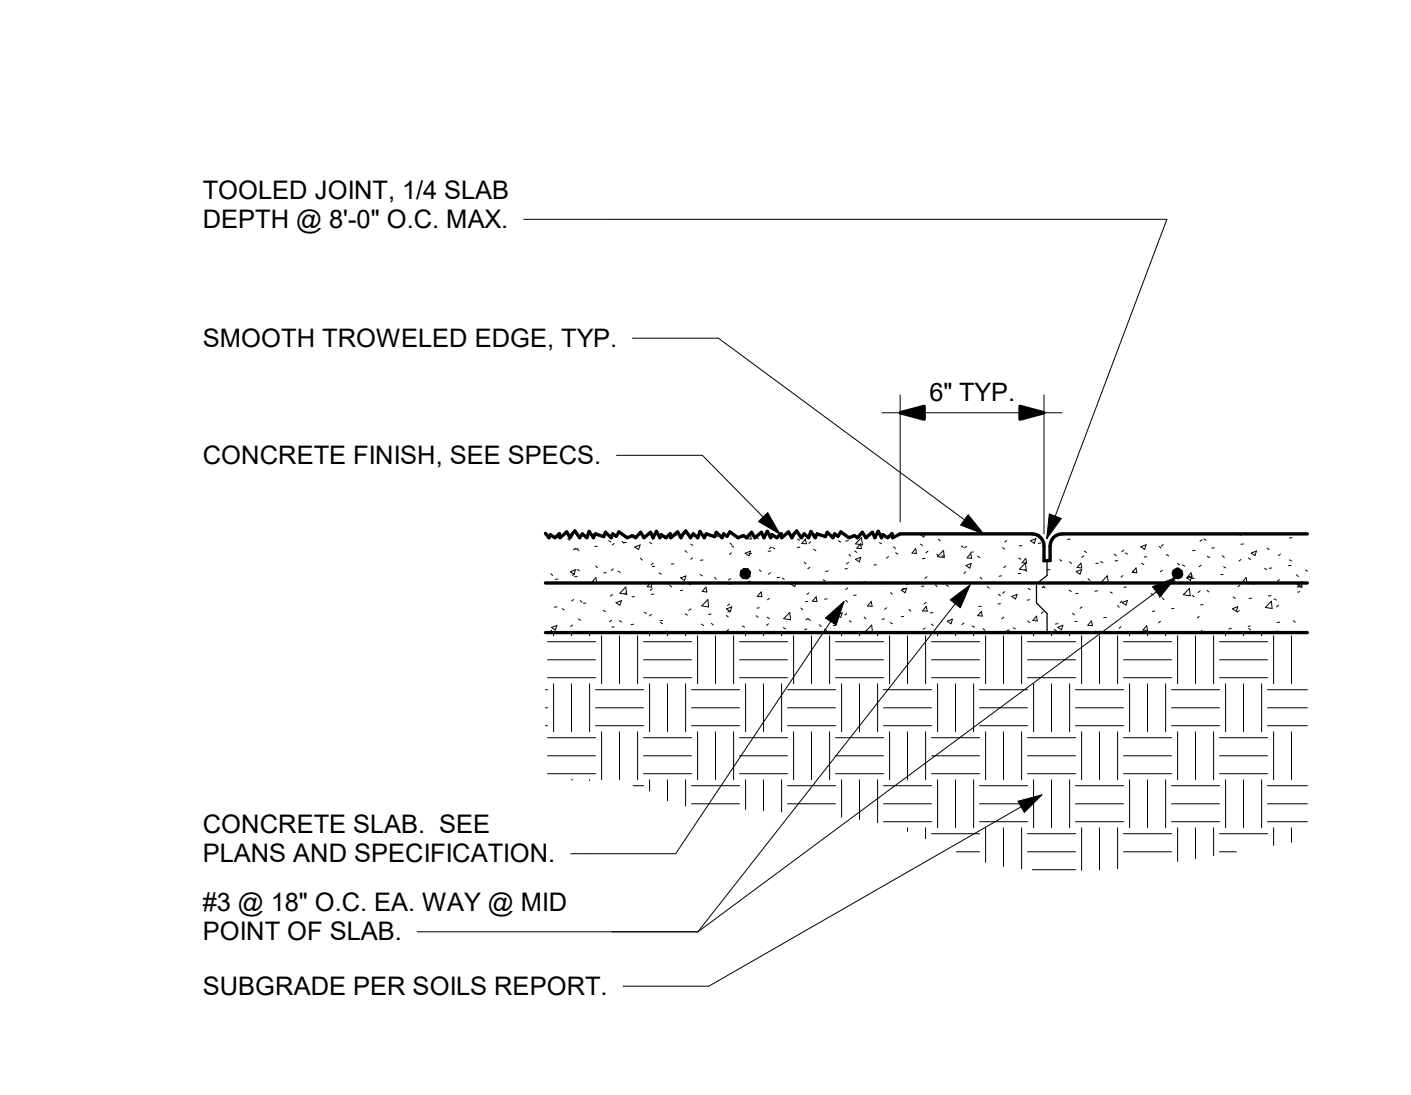 TOOLED JOINT, 1/4 SLAB
DEPTH @ 8'-0" O.C. MAX.
SMOOTH TROWELED EDGE, TYP.
6" TYP.
CONCRETE FINISH, SEE SPECS.
CONCRETE SLAB.  SEE
PLANS AND SPECIFICATION.
#3 @ 18" O.C. EA. WAY @ MID
POINT OF SLAB.
SUBGRADE PER SOILS REPORT.